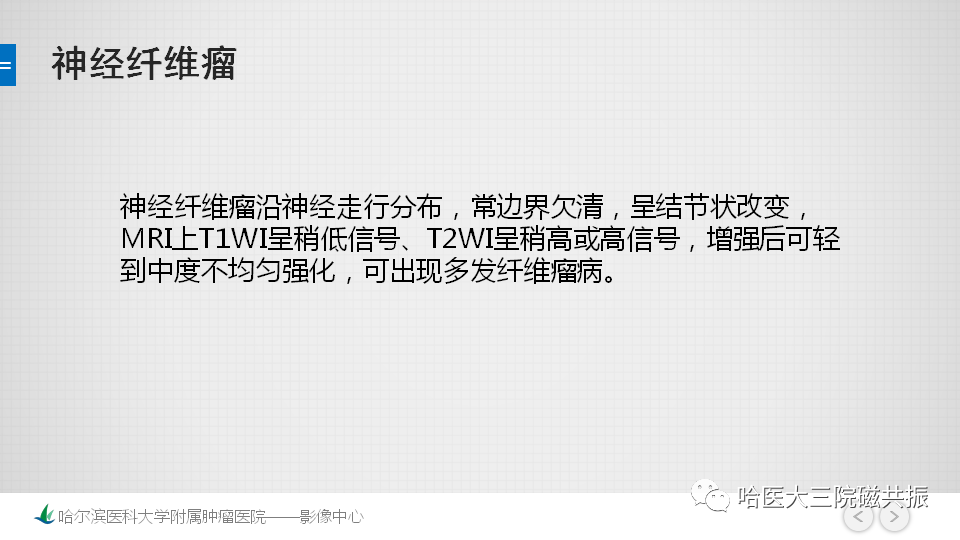 神经纤维瘤
神经纤维瘤沿神经走行分布，常边界欠清，呈结节状改变，
MRI上T1WI呈稍低信号、T2WI呈稍高或高信号，增强后可轻
到中度不均匀强化，可出现多发纤维瘤病。
哈医大三院磁共振
哈尔滨医科大学附属肿瘤医院——影像中心